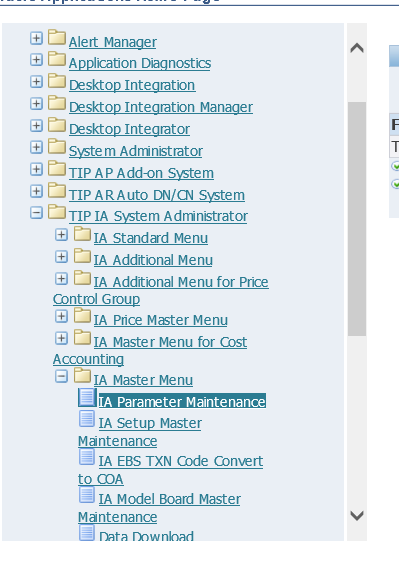 Alert Manager
Application Diagnostics
Desktop Integration
Desktop Integration Manager
Desktop Integrator
System Administrator
TIP AP Add-on System
TIP AR Auto DN/CN System
TIP IA System Administrator
IA Standard Menu
IA Additional Menu
IA Additional Menu for Price
Control Group
IA Price Master Menu
IA Master Menu for Cost
Accounting
IA Master Menu
IA Parameter Maintenance
IA Setup Master
Maintenance
IA EBS TXN Code Convert
to COA
IA Model Board Master
Maintenance
Data Download